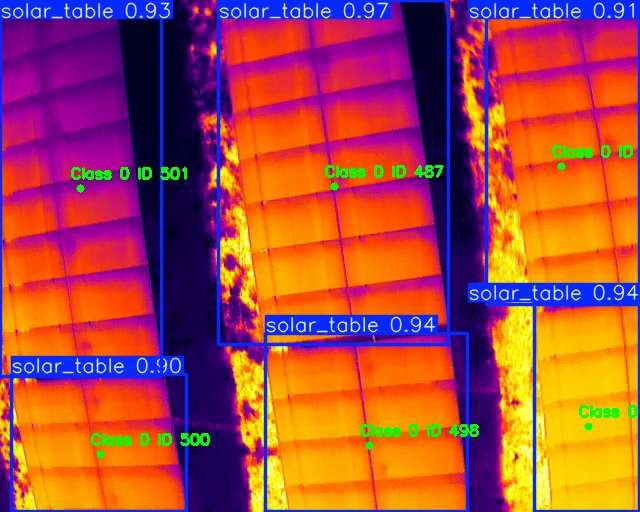 solar_table 0.93
solar_table 0.97
solar_table 0.91
Class 0 ID
Class 0 ID 501
Class 0 ID 487
solar_table 0.94
solar_table 0.94
solar_table 0.90
Class 0
Class 0 ID 498
Class 0 ID 500